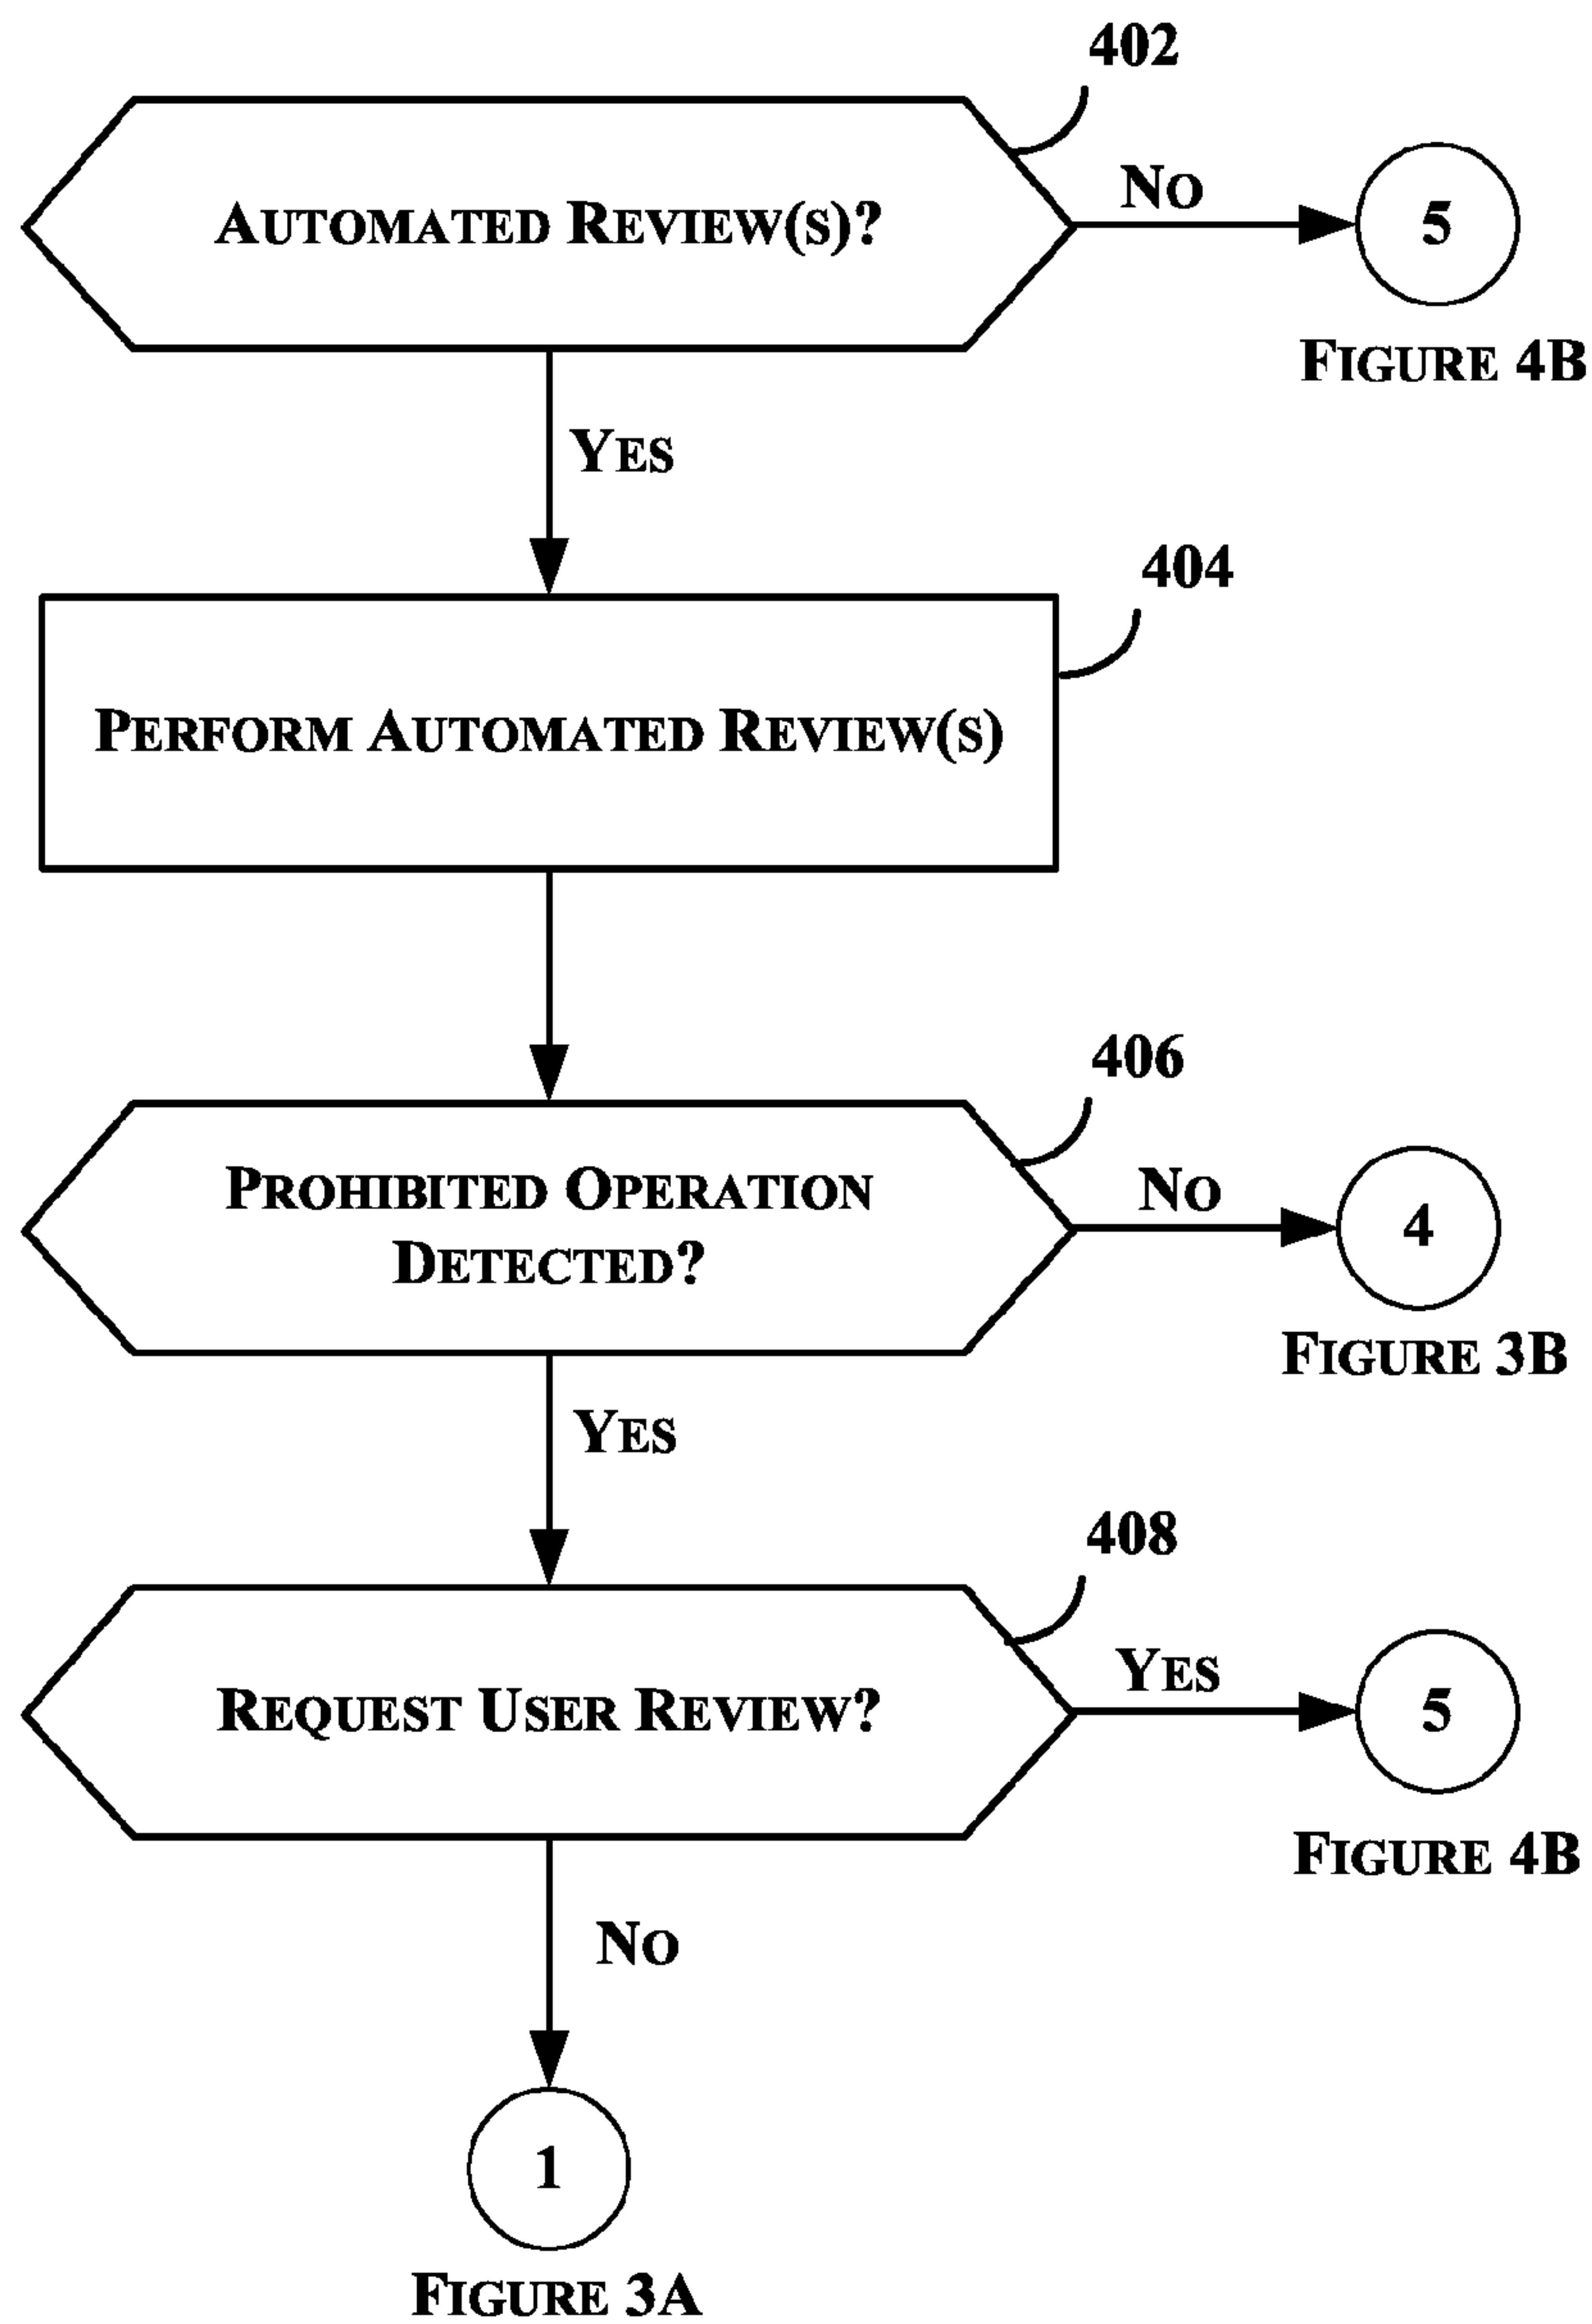 402
AUTOMATED REVIEW(S)?
NO
5
FIGURE 4B
YES
404
PERFORM AUTOMATED REVIEW(S)
406
PROHIBITED OPERATION
DETECTED?
NO
4
FIGURE 3B
YES
408
REQUEST USER REVIEW?
YES
5
FIGURE 4B
NO
1
FIGURE 3A